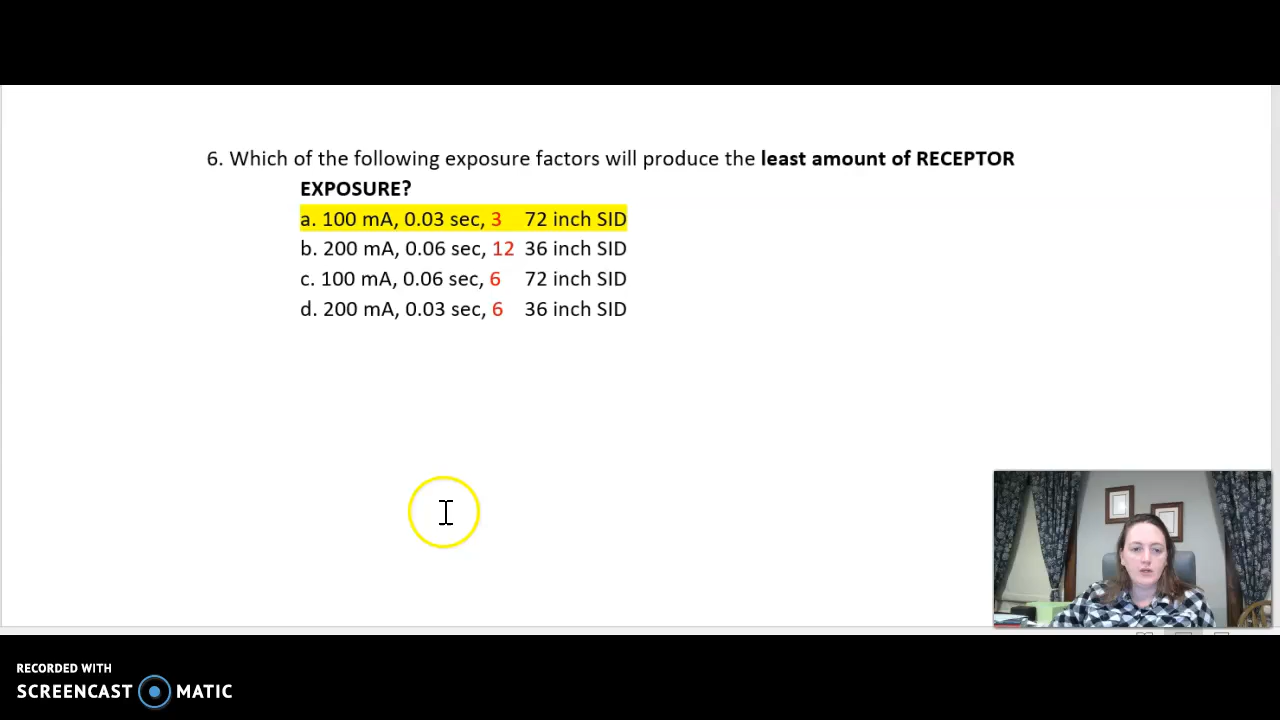 6. Which of the following exposure factors will produce the least amount of RECEPTOR
EXPOSURE?
a. 100 mA, 0.03 sec, 3 72 inch SID
b. 200 mA, 0.06 sec, 12 36 inch SID
c. 100 mA, 0.06 sec, 6 72 inch SID
d. 200 mA, 0.03 sec, 6 36 inch SID
RECORDED WITH
SCREENCAST MATIC